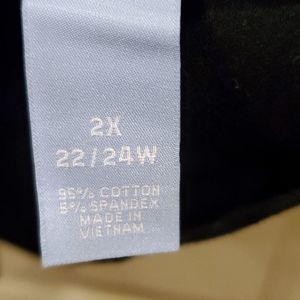 2X
22/24W
95% COTTON
5% SPANDEX
MADE IN
VIETNAM